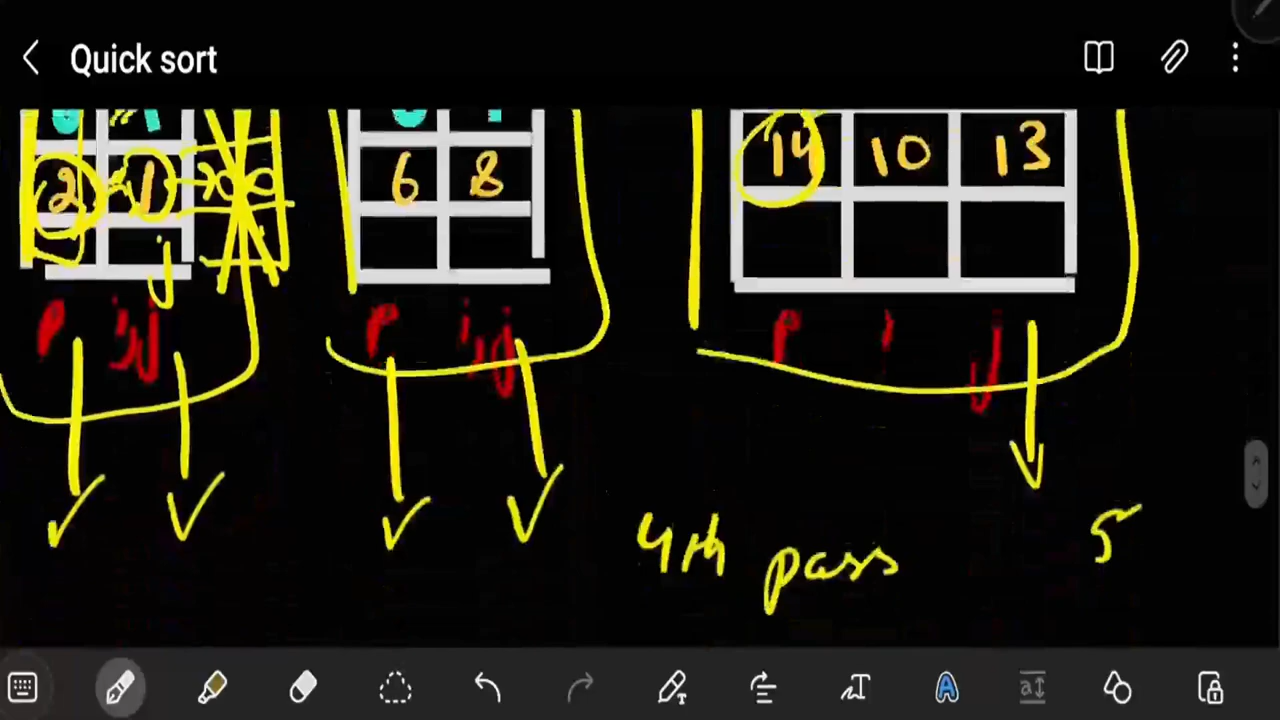 Quick sort
2 1 ∞ 6 8 14 10 13
j
P i,j P i,j P i j
4th pass 5